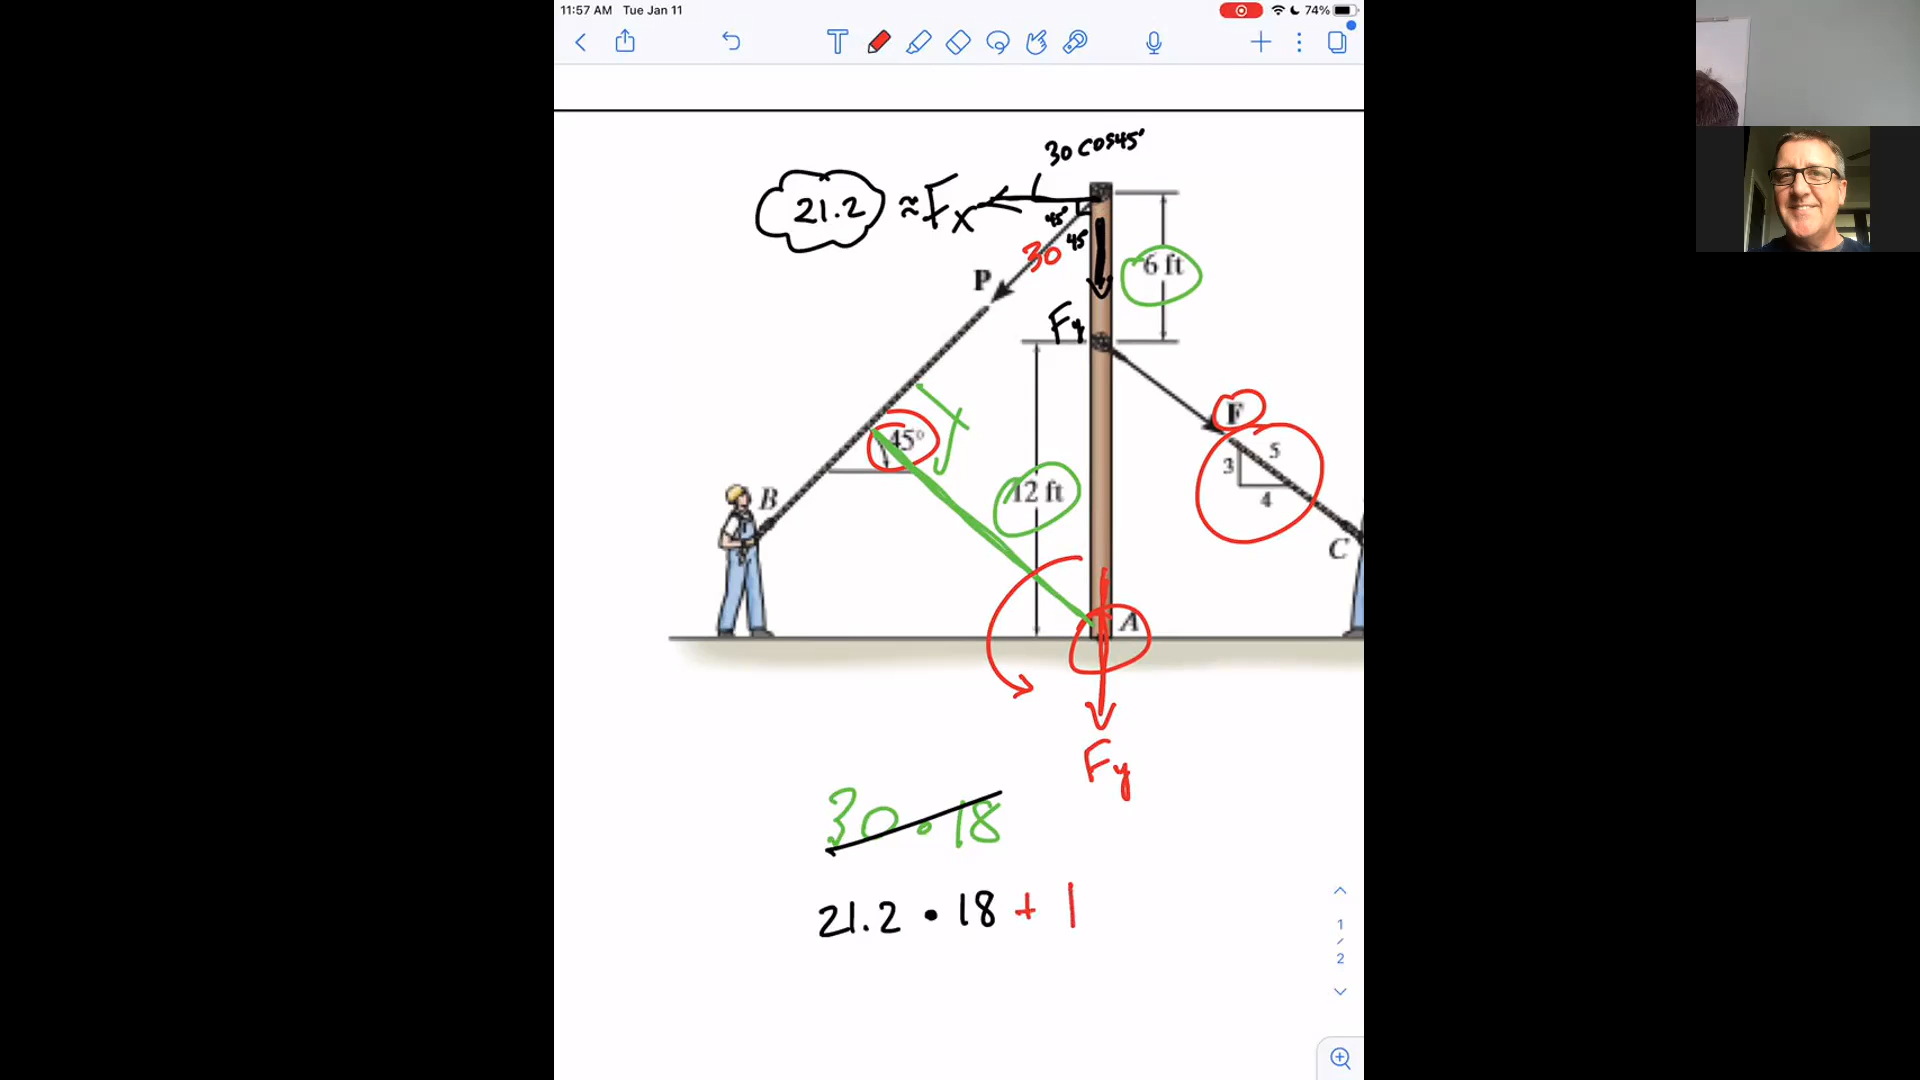 11:57 AM Tue Jan 11
74%
T
30 cos45°
21.2 ≈ Fx
45°
45°
30
6 ft
P
Fy
F
45°
5
3
4
12 ft
B
C
A
Fy
30 • 18
21.2 • 18 + 1
1
/
2